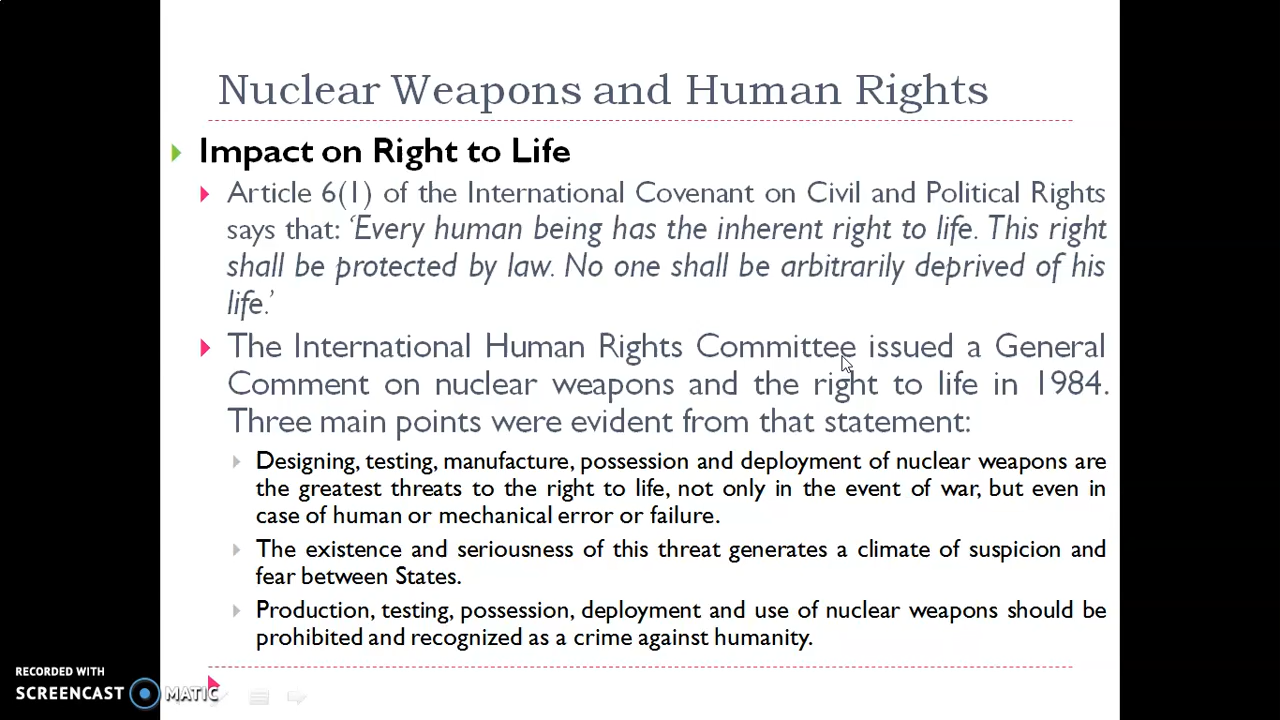 Nuclear Weapons and Human Rights
Impact on Right to Life
Article 6(1) of the International Covenant on Civil and Political Rights
says that: ‘Every human being has the inherent right to life. This right
shall be protected by law. No one shall be arbitrarily deprived of his
life.’
The International Human Rights Committee issued a General
Comment on nuclear weapons and the right to life in 1984.
Three main points were evident from that statement:
Designing, testing, manufacture, possession and deployment of nuclear weapons are
the greatest threats to the right to life, not only in the event of war, but even in
case of human or mechanical error or failure.
The existence and seriousness of this threat generates a climate of suspicion and
fear between States.
Production, testing, possession, deployment and use of nuclear weapons should be
prohibited and recognized as a crime against humanity.
RECORDED WITH
SCREENCAST MATIC